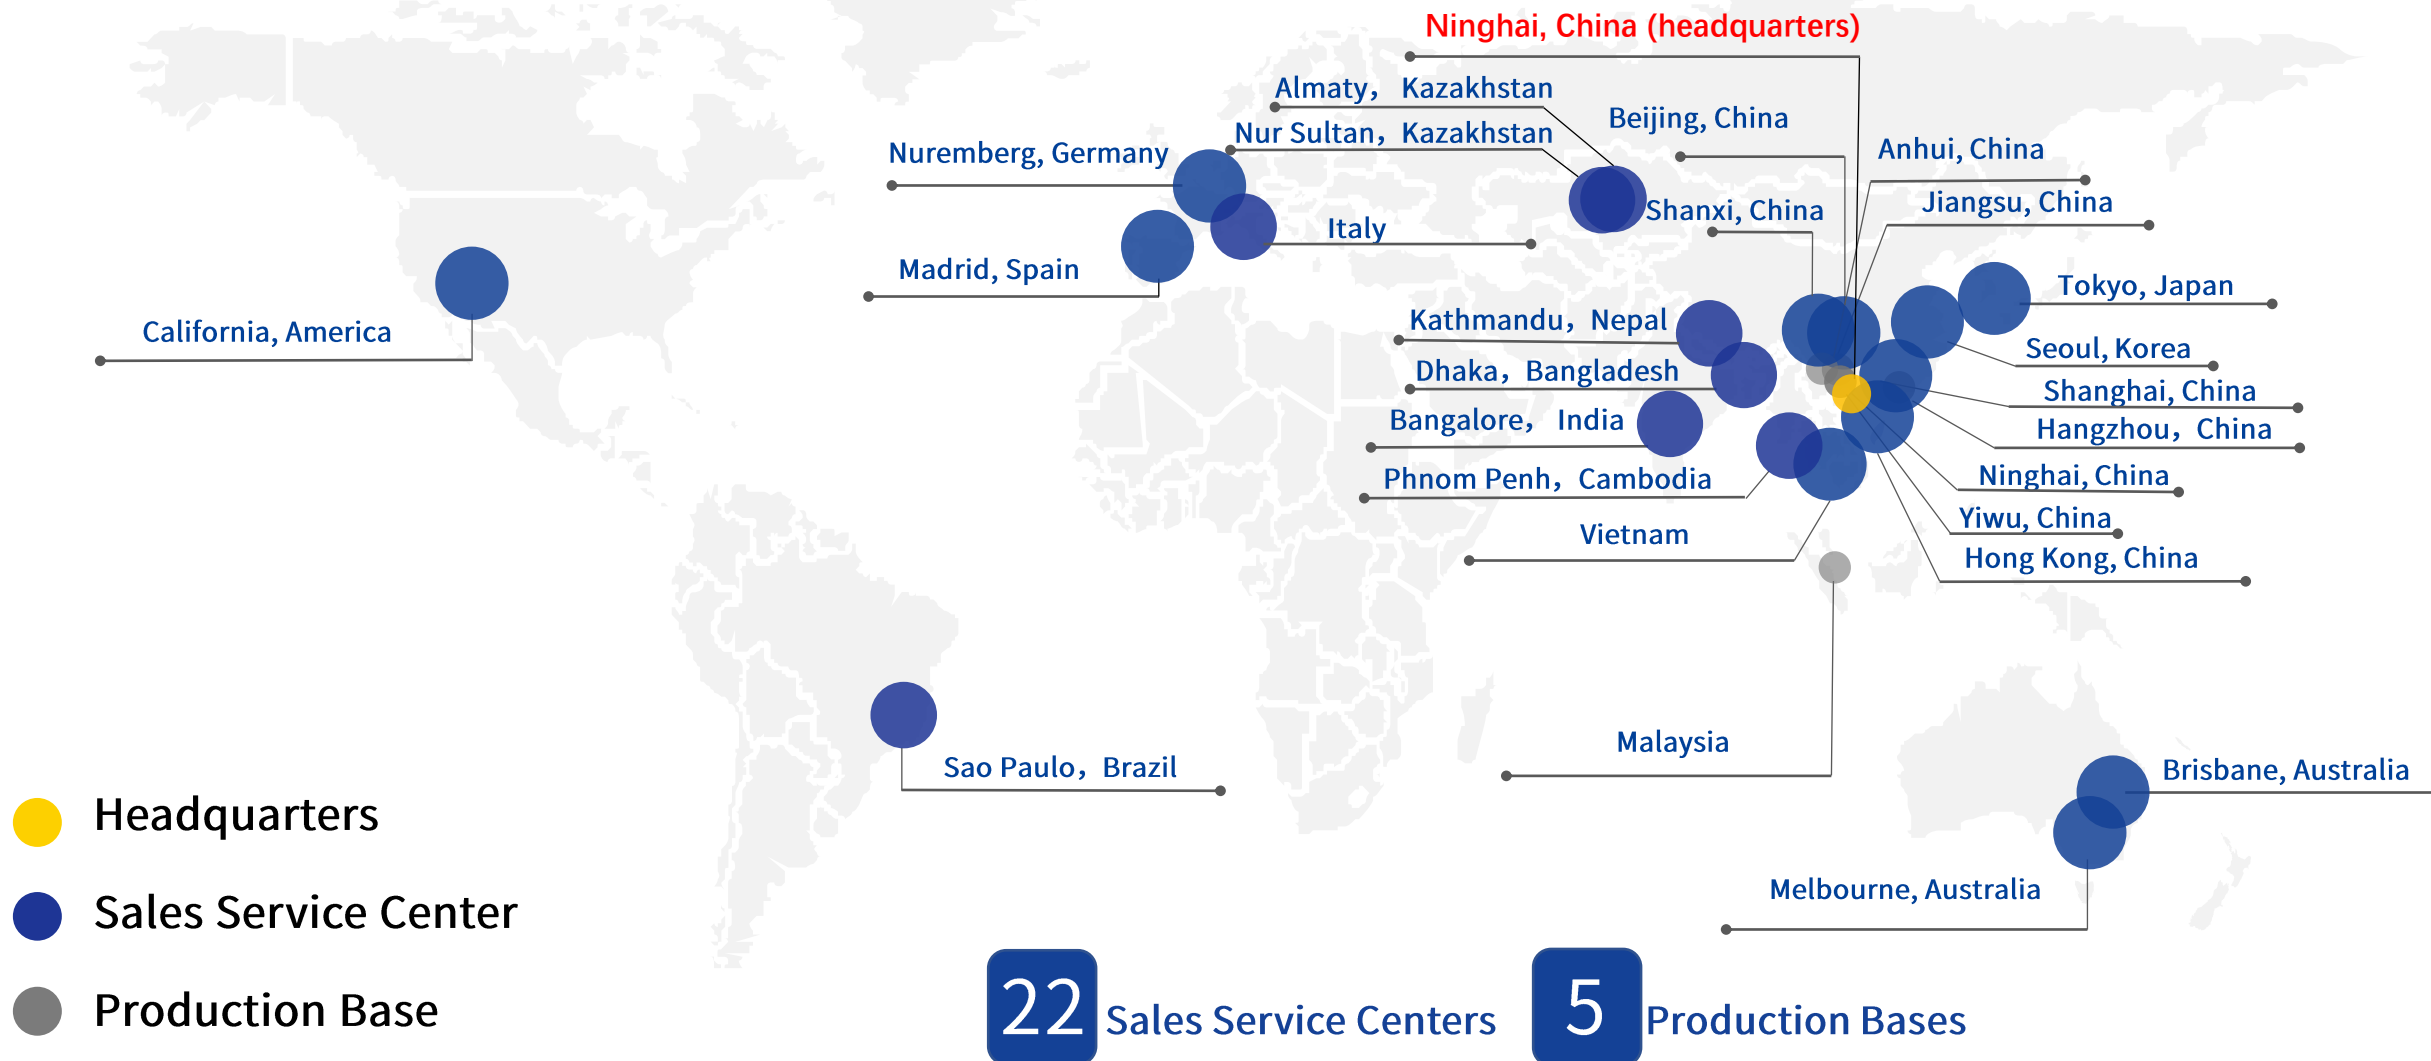 Ninghai, China (headquarters)
Almaty， Kazakhstan
Beijing, China
Nur Sultan，Kazakhstan
Nuremberg, Germany
Anhui, China
Shanxi, China
Jiangsu, China
Italy
Madrid, Spain
Tokyo, Japan
California, America
Kathmandu，Nepal
Seoul, Korea
Dhaka，Bangladesh
Shanghai, China
Bangalore， India
Hangzhou，China
Phnom Penh，Cambodia
Ninghai, China
Yiwu, China
Vietnam
Hong Kong, China
Malaysia
Sao Paulo，Brazil
Brisbane, Australia
Melbourne, Australia
Headquarters
Sales Service Center
Production Base
22 Sales Service Centers
5 Production Bases